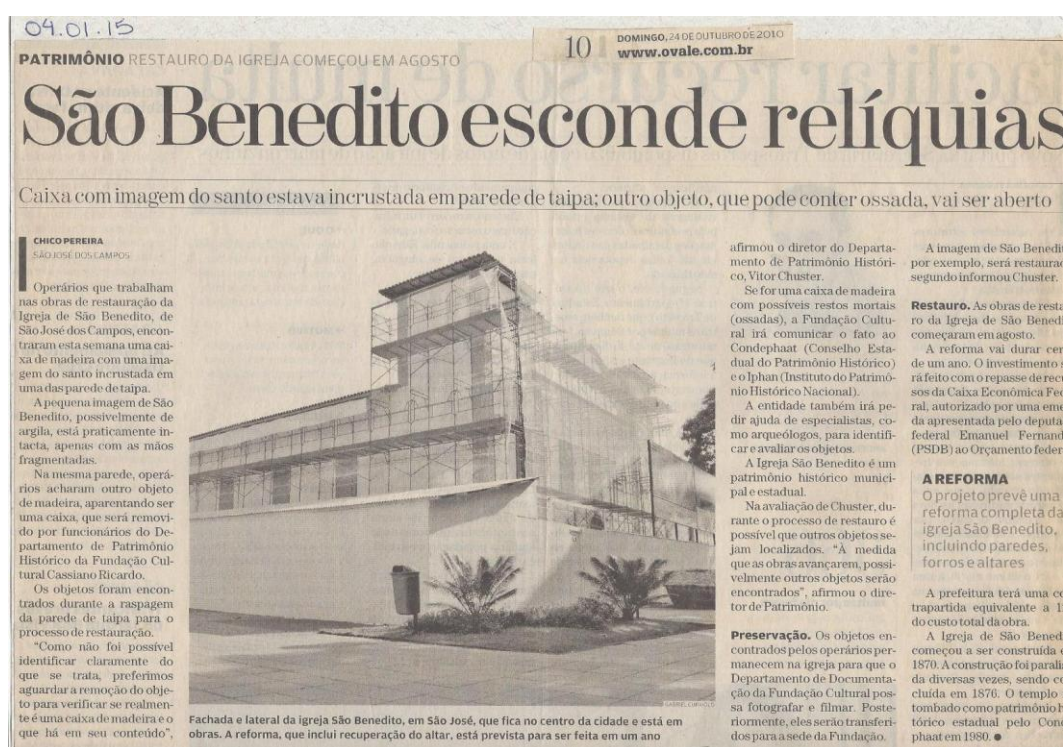 04.01.15
10
DOMINGO, 24 DE OUTUBRO DE 2010
www.ovale.com.br
PATRIMÔNIO RESTAURO DA IGREJA COMEÇOU EM AGOSTO
São Benedito esconde relíquias
Caixa com imagem do santo estava incrustada em parede de taipa; outro objeto, que pode conter ossada, vai ser aberto
CHICO PEREIRA
SÃO JOSÉ DOS CAMPOS
Operários que trabalham
nas obras de restauração da
Igreja de São Benedito, de
São José dos Campos, encon-
traram esta semana uma cai-
xa de madeira com uma ima-
gem do santo incrustada em
uma das parede de taipa.
A pequena imagem de São
Benedito, possivelmente de
argila, está praticamente in-
tacta, apenas com as mãos
fragmentadas.
Na mesma parede, operá-
rios acharam outro objeto
de madeira, aparentando ser
uma caixa, que será removi-
do por funcionários do De-
partamento de Patrimônio
Histórico da Fundação Cul-
tural Cassiano Ricardo.
Os objetos foram encon-
trados durante a raspagem
da parede de taipa para o
processo de restauração.
"Como não foi possível
identificar claramente do
que se trata, preferimos
aguardar a remoção do obje-
to para verificar se realmen-
te é uma caixa de madeira e o
que há em seu conteúdo",
Fachada e lateral da igreja São Benedito, em São José, que fica no centro da cidade e está em
obras. A reforma, que inclui recuperação do altar, está prevista para ser feita em um ano
afirmou o diretor do Departa-
mento de Patrimônio Históri-
co, Vitor Chuster.
Se for uma caixa de madeira
com possíveis restos mortais
(ossadas), a Fundação Cultu-
ral irá comunicar o fato ao
Condephaat (Conselho Esta-
dual do Patrimônio Histórico)
e o Iphan (Instituto do Patrimô-
nio Histórico Nacional).
A entidade também irá pe-
dir ajuda de especialistas, co-
mo arqueólogos, para identifi-
car e avaliar os objetos.
A Igreja São Benedito é um
patrimônio histórico munici-
pal e estadual.
Na avaliação de Chuster, du-
rante o processo de restauro é
possível que outros objetos se-
jam localizados. "À medida
que as obras avançarem, possi-
velmente outros objetos serão
encontrados", afirmou o dire-
tor de Patrimônio.
Preservação. Os objetos en-
contrados pelos operários per-
manecem na igreja para que o
Departamento de Documenta-
ção da Fundação Cultural pos-
sa fotografar e filmar. Poste-
riormente, eles serão transferi-
dos para a sede da Fundação.
A imagem de São Benedi
por exemplo, será restaurad
segundo informou Chuster.
Restauro. As obras de resta
ro da Igreja de São Benedi
começaram em agosto.
A reforma vai durar cer
de um ano. O investimento s
rá feito com o repasse de recu
sos da Caixa Econômica Fed
ral, autorizado por uma eme
da apresentada pelo deputa
federal Emanuel Fernand
(PSDB) ao Orçamento federa
A REFORMA
O projeto prevê uma
reforma completa da
igreja São Benedito,
incluindo paredes,
forros e altares
A prefeitura terá uma co
trapartida equivalente a 1
do custo total da obra.
A Igreja de São Bened
começou a ser construída
1870. A construção foi parali
da diversas vezes, sendo co
cluída em 1876. O templo
tombado como patrimônio h
tórico estadual pelo Cond
phaat em 1980.